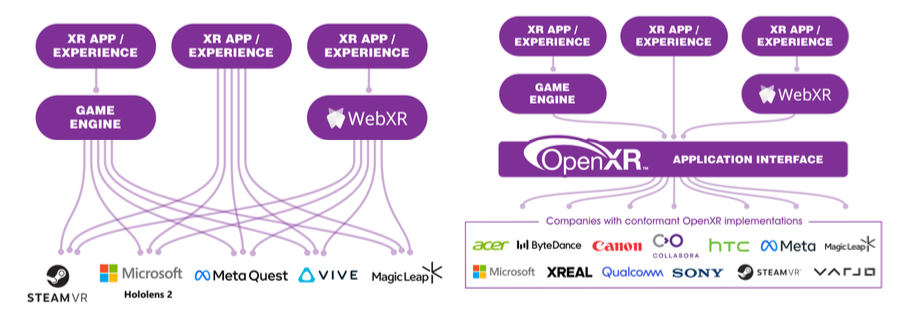 XR APP /
EXPERIENCE
XR APP /
EXPERIENCE
XR APP /
EXPERIENCE
GAME
ENGINE
WebXR
STEAMVR
Microsoft
Hololens 2
Meta Quest
VIVE
Magic Leap
XR APP /
EXPERIENCE
XR APP /
EXPERIENCE
XR APP /
EXPERIENCE
GAME
ENGINE
WebXR
OpenXR™ APPLICATION INTERFACE
Companies with conformant OpenXR implementations
acer
ByteDance
Canon
COLLABORA
hTC
Meta
Magic Leap
Microsoft
XREAL
Qualcomm
SONY
STEAMVR
VARJO